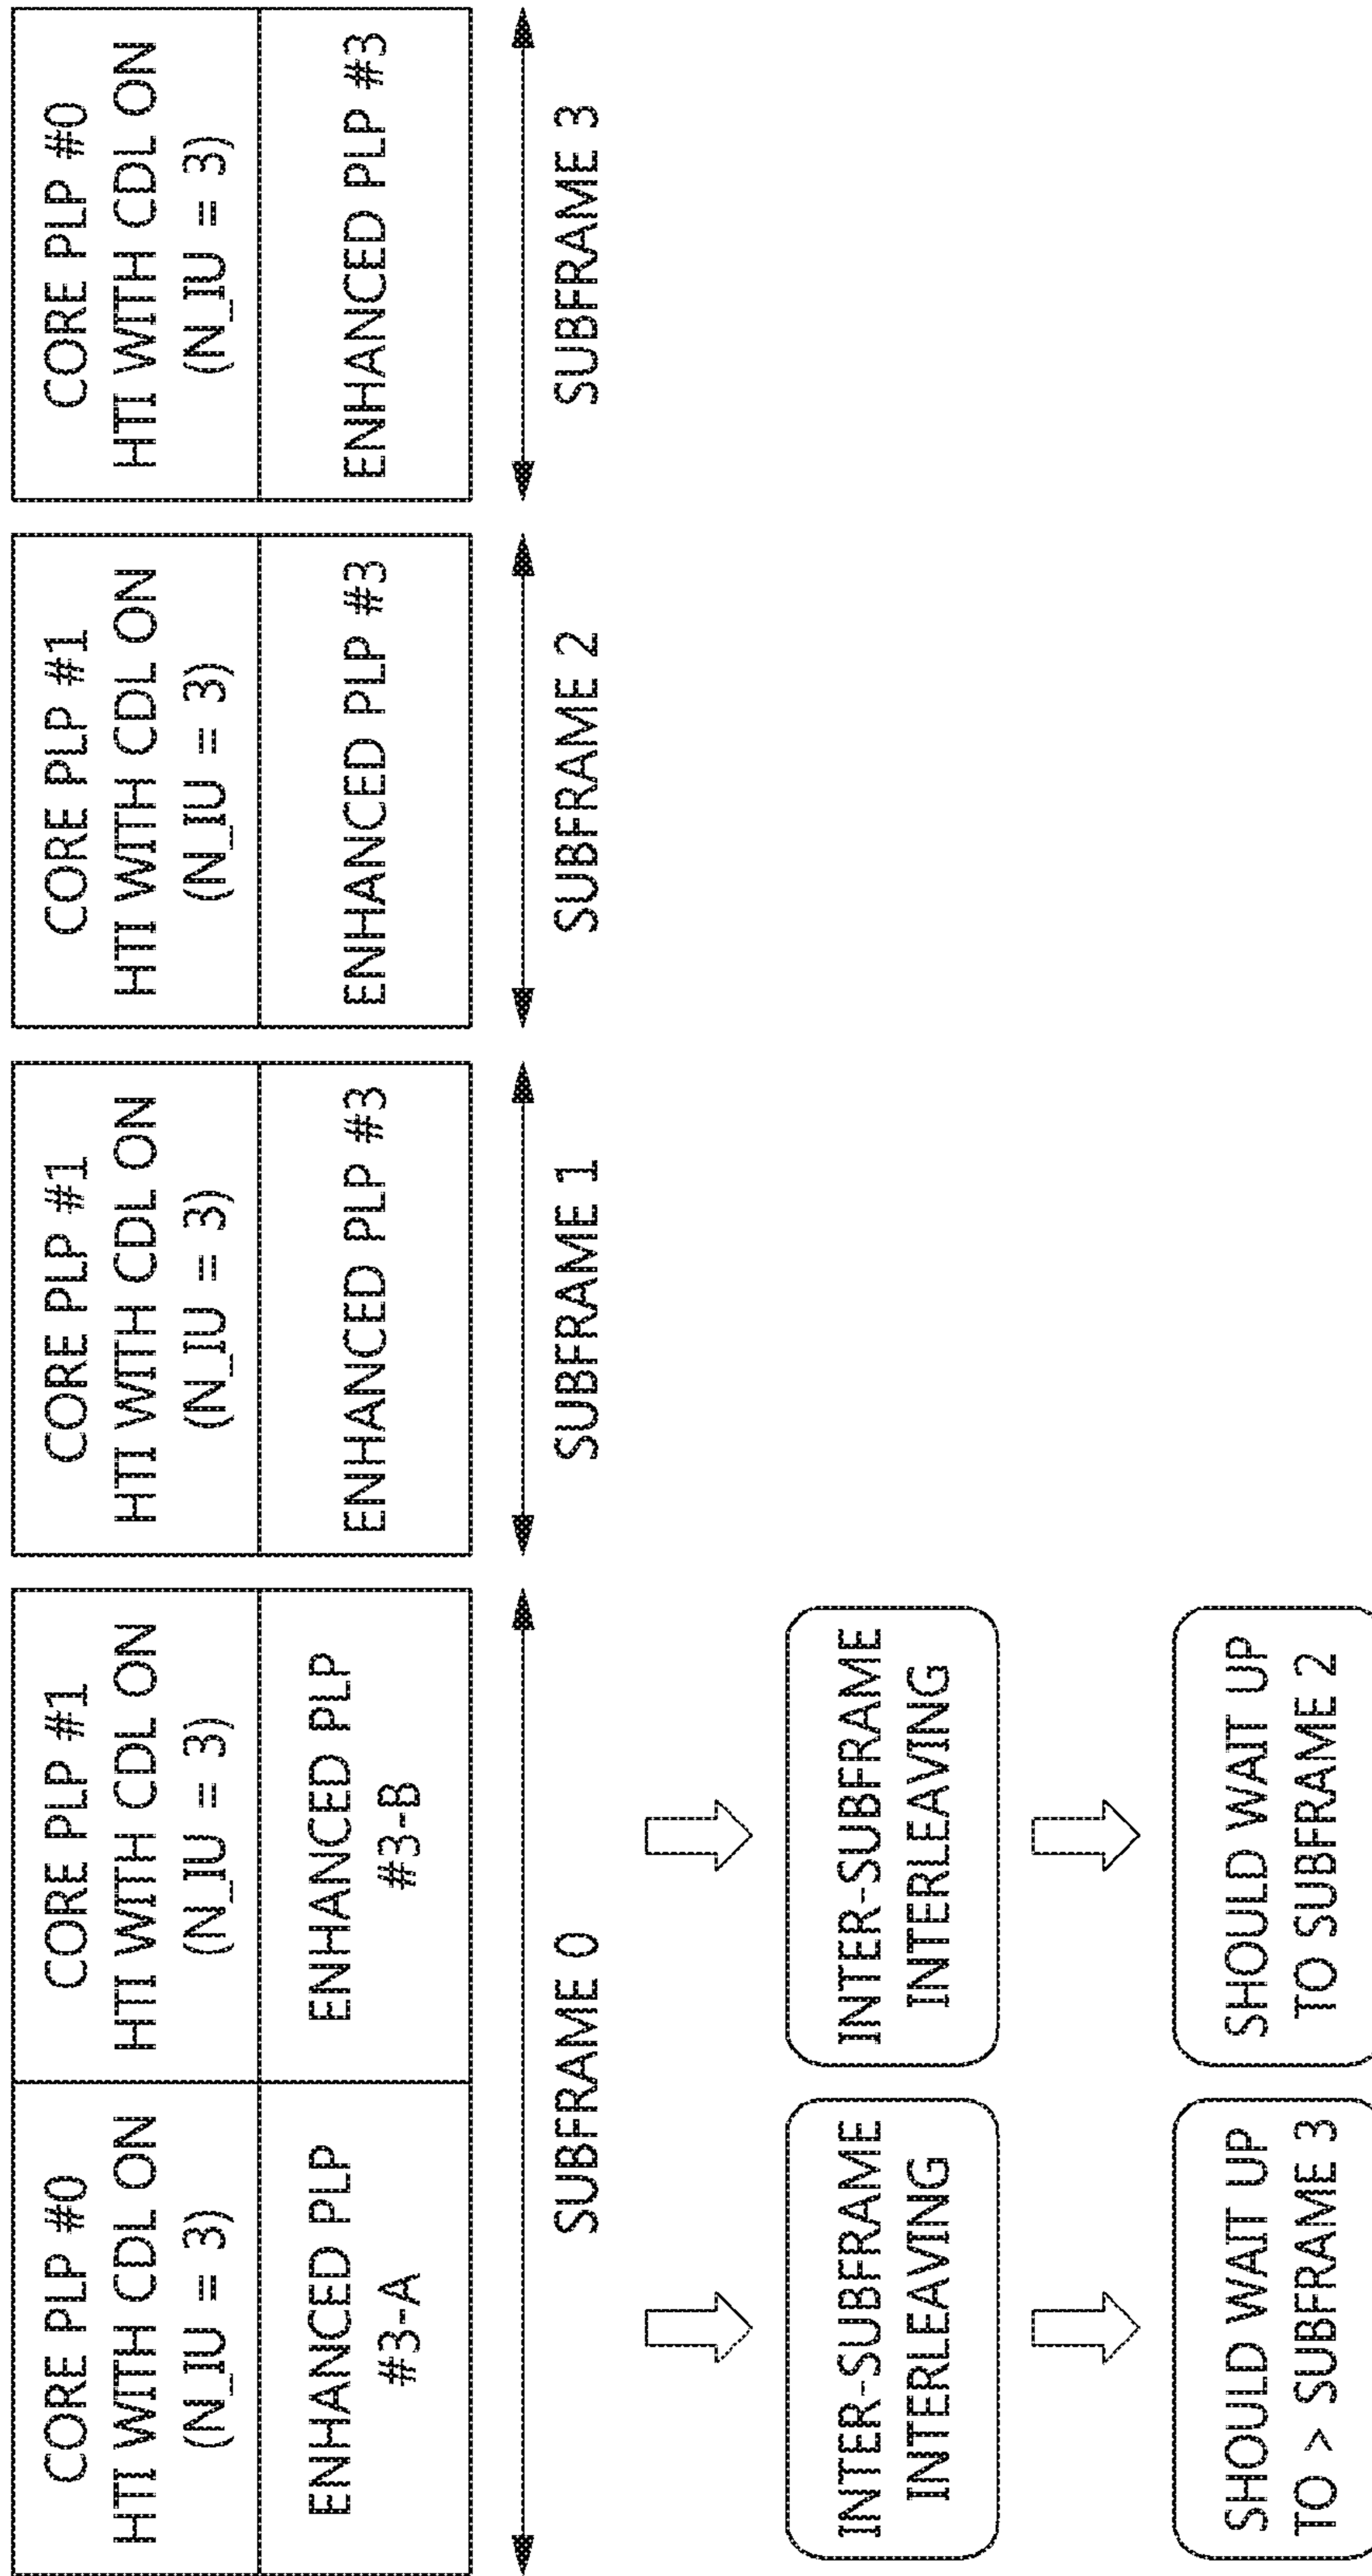 CORE PLP #0
HTI WITH CDL ON
(N_IU = 3)
ENHANCED PLP
#3-A
CORE PLP #1
HTI WITH CDL ON
(N_IU = 3)
ENHANCED PLP
#3-B
SUBFRAME 0
CORE PLP #1
HTI WITH CDL ON
(N_IU = 3)
ENHANCED PLP #3
SUBFRAME 1
CORE PLP #1
HTI WITH CDL ON
(N_IU = 3)
ENHANCED PLP #3
SUBFRAME 2
CORE PLP #0
HTI WITH CDL ON
(N_IU = 3)
ENHANCED PLP #3
SUBFRAME 3
INTER-SUBFRAME
INTERLEAVING
INTER-SUBFRAME
INTERLEAVING
SHOULD WAIT UP
TO > SUBFRAME 3
SHOULD WAIT UP
TO SUBFRAME 2